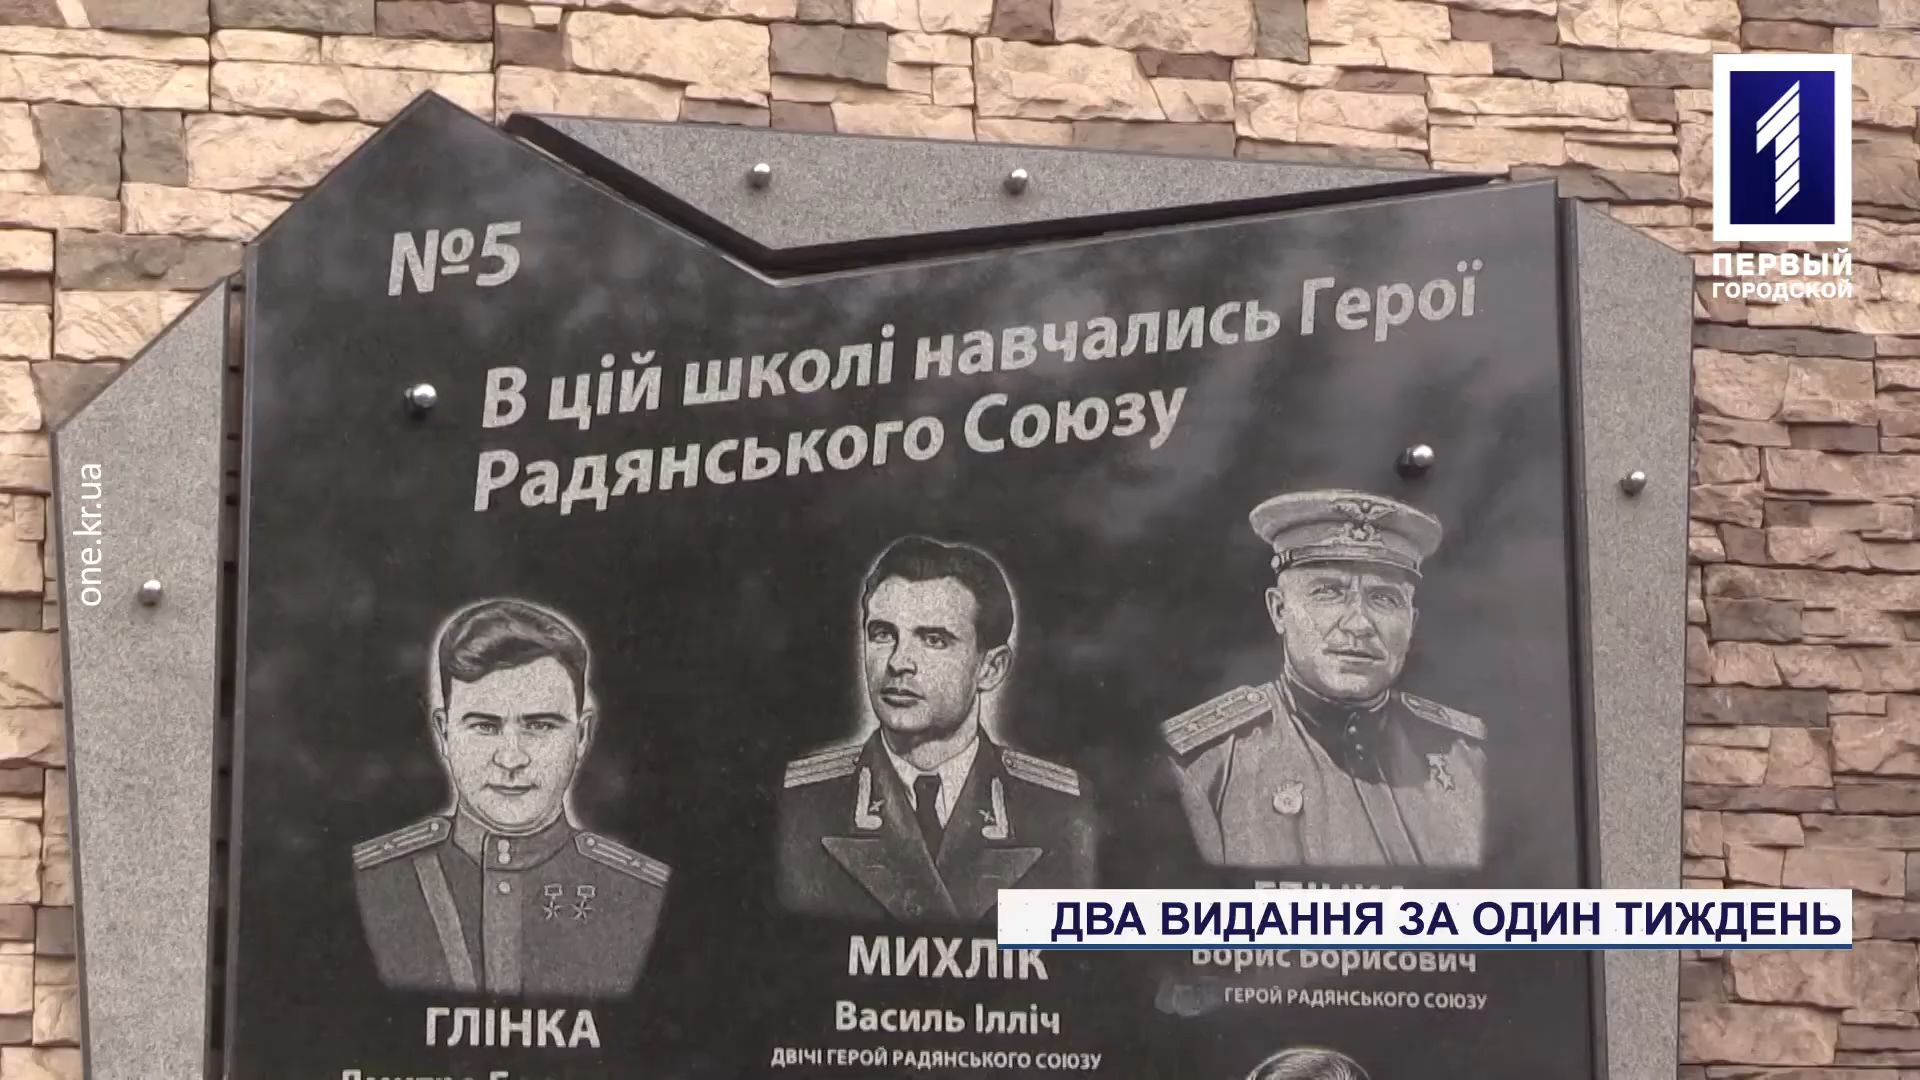 №5
В цій школі навчались Герої
Радянського Союзу
ПЕРВЫЙ
ГОРОДСКОЙ
one.kr.ua
ДВА ВИДАННЯ ЗА ОДИН ТИЖДЕНЬ
ГЛІНКА
МИХЛІК
Василь Ілліч
ДВІЧІ ГЕРОЙ РАДЯНСЬКОГО СОЮЗУ
Борис Борисович
ГЕРОЙ РАДЯНСЬКОГО СОЮЗУ